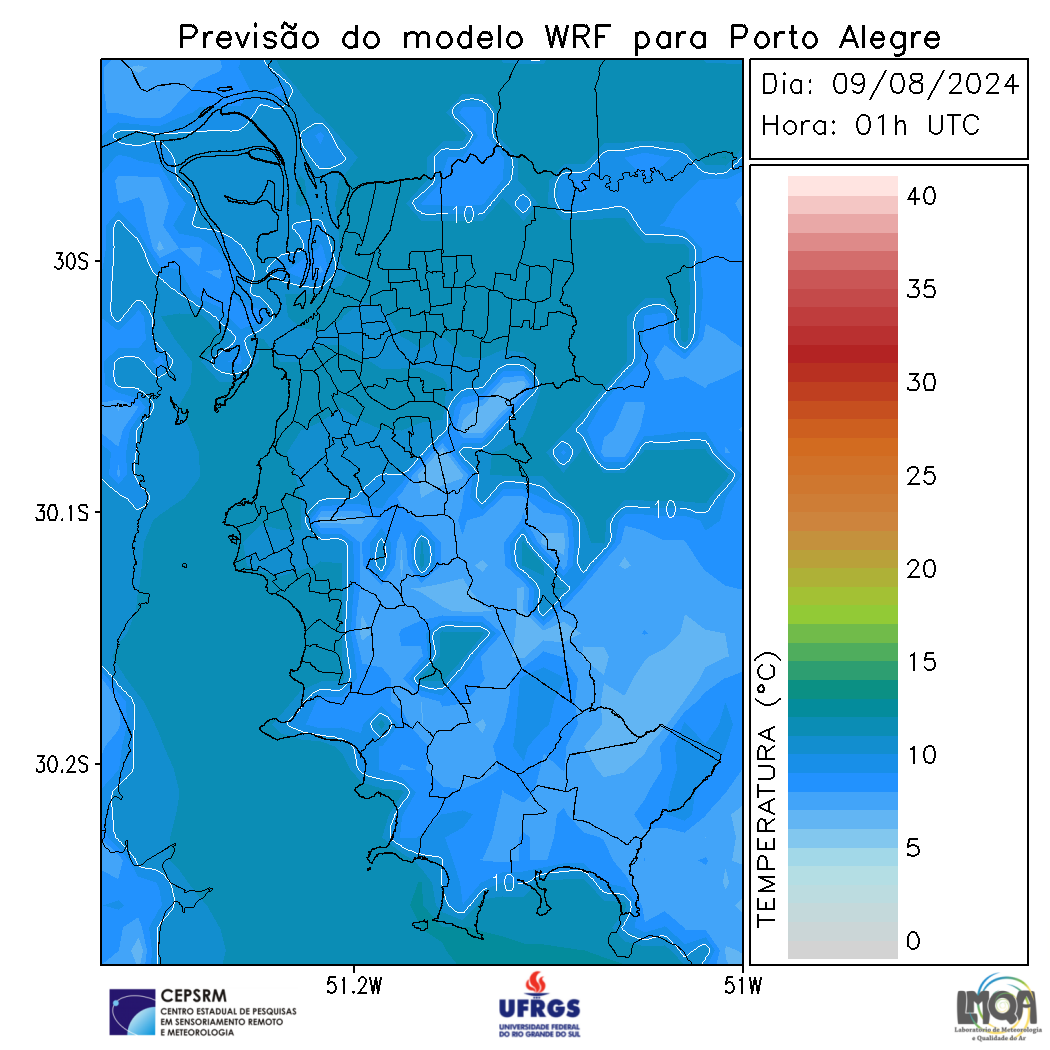 Previsão do modelo WRF para Porto Alegre
Dia: 09/08/2024
Hora: 01h UTC
30S
30.1S
30.2S
51.2W
51W
10
10
10
TEMPERATURA (°C)
40
35
30
25
20
15
10
5
0
CEPSRM
CENTRO ESTADUAL DE PESQUISAS
EM SENSORIAMENTO REMOTO
E METEOROLOGIA
UFRGS
UNIVERSIDADE FEDERAL
DO RIO GRANDE DO SUL
LMQA
Laboratório de Meteorologia
e Qualidade do Ar